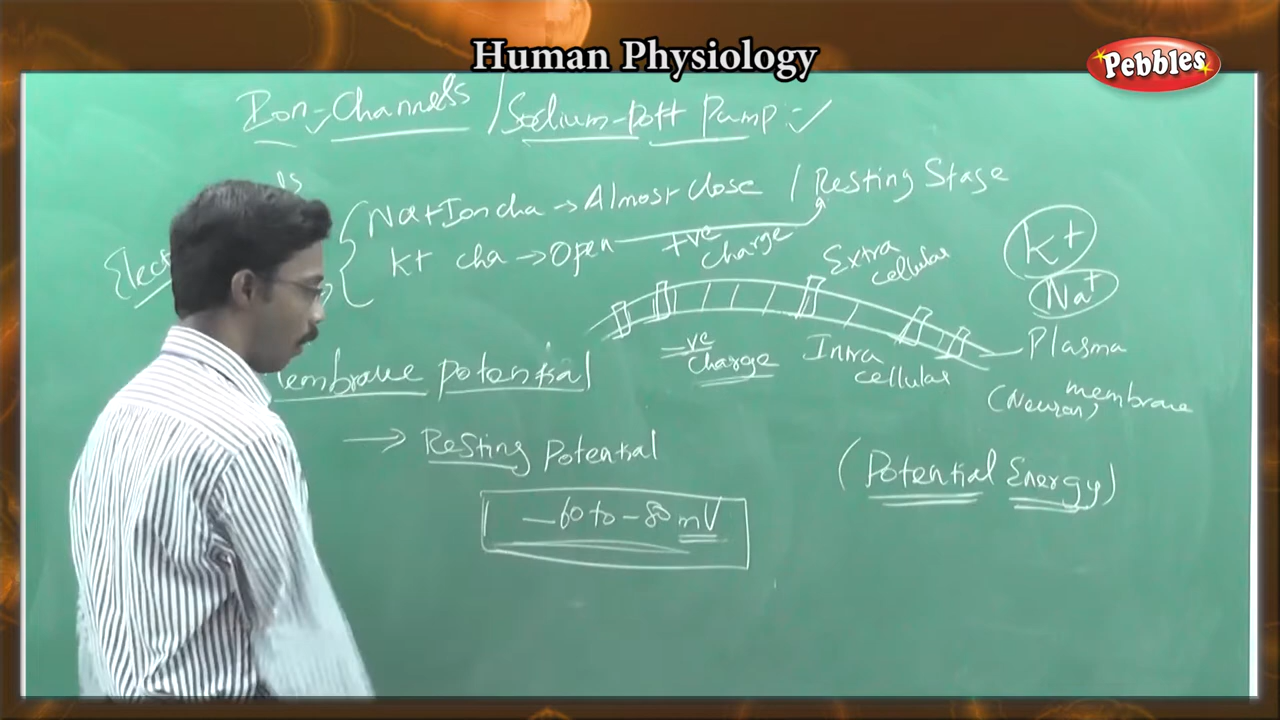 Human Physiology
Pebbles
Ion-Channels / Sodium-Pott Pump :-
Na+ Ion cha → Almost close / Resting Stage
K+ cha → Open
+ve charge
Extra cellular
K+
Na+
-ve charge
Intra cellular
Plasma membrane
(Neuron)
Membrane potential
→ Resting Potential
(Potential Energy)
-60 to -80 mV